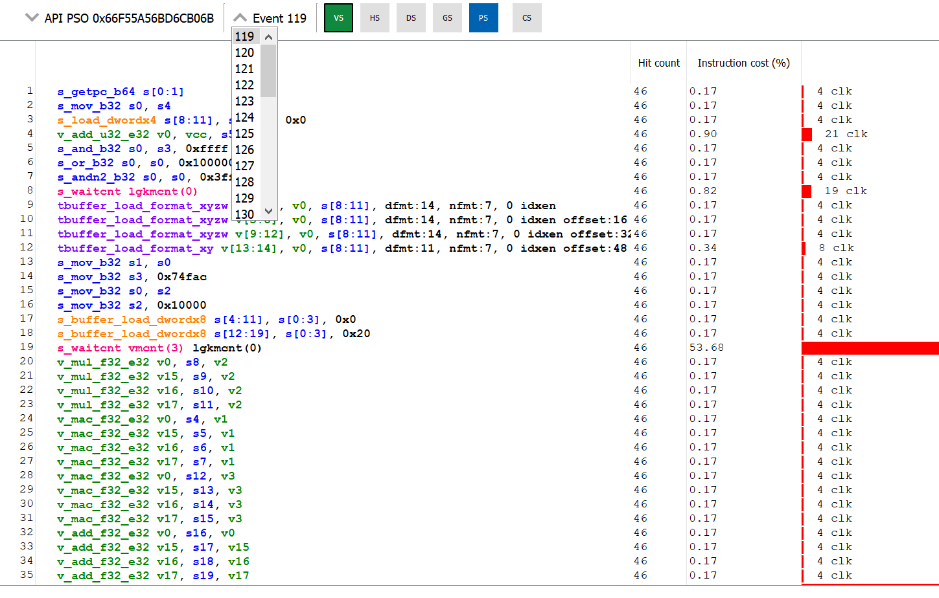 API PSO 0x66F55A56BD6CB06B Event 119 VS HS DS GS PS CS
119
120
121
122
123
124
125
126
127
128
129
130
Hit count Instruction cost (%)
1 s_getpc_b64 s[0:1] 46 0.17 4 clk
2 s_mov_b32 s0, s4 46 0.17 4 clk
3 s_load_dwordx4 s[8:11], 0x0 46 0.17 4 clk
4 v_add_u32_e32 v0, vcc, 46 0.90 21 clk
5 s_and_b32 s0, s3, 0xffff 46 0.17 4 clk
6 s_or_b32 s0, s0, 0x100000 46 0.17 4 clk
7 s_andn2_b32 s0, s0, 0x3ff 46 0.17 4 clk
8 s_waitcnt lgkmcnt(0) 46 0.82 19 clk
9 tbuffer_load_format_xyzw , v0, s[8:11], dfmt:14, nfmt:7, 0 idxen 46 0.17 4 clk
10 tbuffer_load_format_xyzw , v0, s[8:11], dfmt:14, nfmt:7, 0 idxen offset:16 46 0.17 4 clk
11 tbuffer_load_format_xyzw v[9:12], v0, s[8:11], dfmt:14, nfmt:7, 0 idxen offset:32 46 0.17 4 clk
12 tbuffer_load_format_xy v[13:14], v0, s[8:11], dfmt:11, nfmt:7, 0 idxen offset:48 46 0.34 8 clk
13 s_mov_b32 s1, s0 46 0.17 4 clk
14 s_mov_b32 s3, 0x74fac 46 0.17 4 clk
15 s_mov_b32 s0, s2 46 0.17 4 clk
16 s_mov_b32 s2, 0x10000 46 0.17 4 clk
17 s_buffer_load_dwordx8 s[4:11], s[0:3], 0x0 46 0.17 4 clk
18 s_buffer_load_dwordx8 s[12:19], s[0:3], 0x20 46 0.17 4 clk
19 s_waitcnt vmcnt(3) lgkmcnt(0) 46 53.68
20 v_mul_f32_e32 v0, s8, v2 46 0.17 4 clk
21 v_mul_f32_e32 v15, s9, v2 46 0.17 4 clk
22 v_mul_f32_e32 v16, s10, v2 46 0.17 4 clk
23 v_mul_f32_e32 v17, s11, v2 46 0.17 4 clk
24 v_mac_f32_e32 v0, s4, v1 46 0.17 4 clk
25 v_mac_f32_e32 v15, s5, v1 46 0.17 4 clk
26 v_mac_f32_e32 v16, s6, v1 46 0.17 4 clk
27 v_mac_f32_e32 v17, s7, v1 46 0.17 4 clk
28 v_mac_f32_e32 v0, s12, v3 46 0.17 4 clk
29 v_mac_f32_e32 v15, s13, v3 46 0.17 4 clk
30 v_mac_f32_e32 v16, s14, v3 46 0.17 4 clk
31 v_mac_f32_e32 v17, s15, v3 46 0.17 4 clk
32 v_add_f32_e32 v0, s16, v0 46 0.17 4 clk
33 v_add_f32_e32 v15, s17, v15 46 0.17 4 clk
34 v_add_f32_e32 v16, s18, v16 46 0.17 4 clk
35 v_add_f32_e32 v17, s19, v17 46 0.17 4 clk